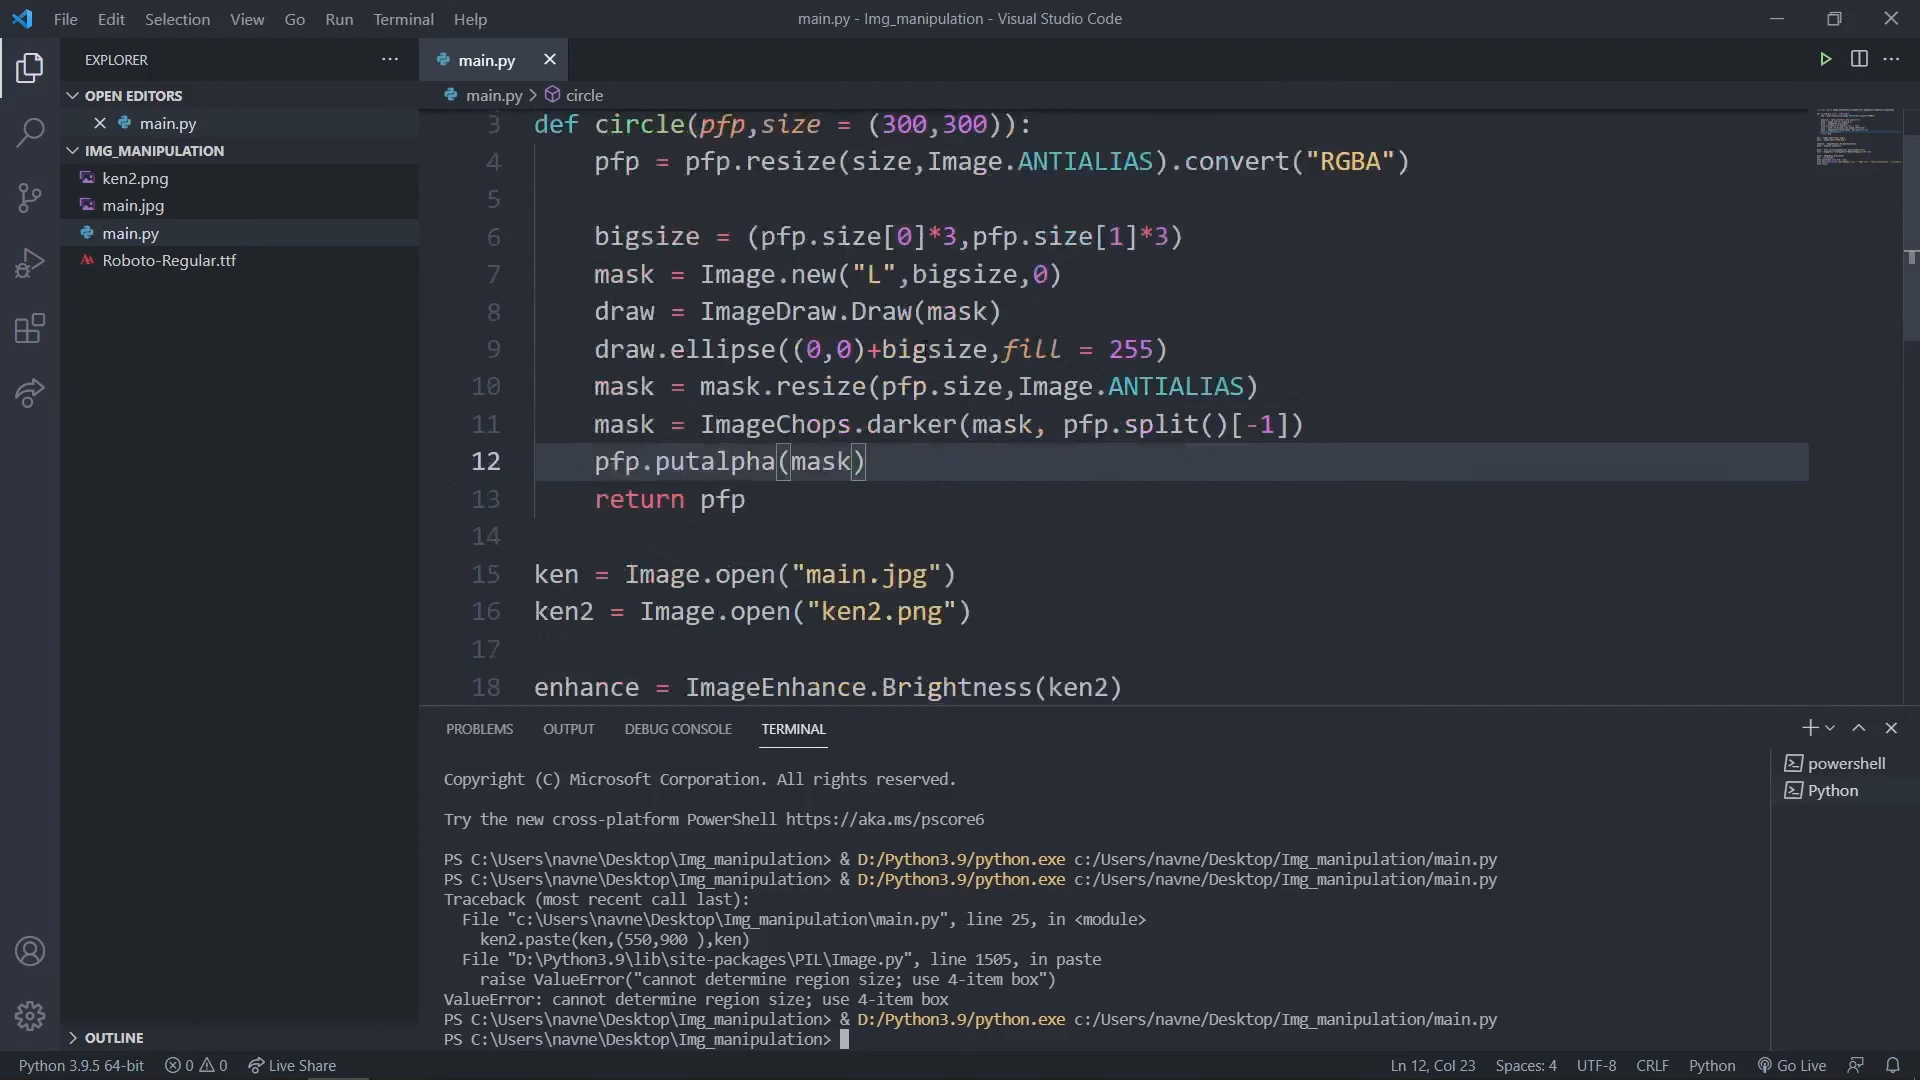 File Edit Selection View Go Run Terminal Help
main.py - Img_manipulation - Visual Studio Code
EXPLORER
OPEN EDITORS
main.py
IMG_MANIPULATION
ken2.png
main.jpg
main.py
Roboto-Regular.ttf
OUTLINE
main.py
main.py > circle
3 def circle(pfp,size = (300,300)):
4 pfp = pfp.resize(size,Image.ANTIALIAS).convert("RGBA")
5
6 bigsize = (pfp.size[0]*3,pfp.size[1]*3)
7 mask = Image.new("L",bigsize,0)
8 draw = ImageDraw.Draw(mask)
9 draw.ellipse((0,0)+bigsize,fill = 255)
10 mask = mask.resize(pfp.size,Image.ANTIALIAS)
11 mask = ImageChops.darker(mask, pfp.split()[-1])
12 pfp.putalpha(mask)
13 return pfp
14
15 ken = Image.open("main.jpg")
16 ken2 = Image.open("ken2.png")
17
18 enhance = ImageEnhance.Brightness(ken2)
PROBLEMS OUTPUT DEBUG CONSOLE TERMINAL
powershell
Python
Copyright (C) Microsoft Corporation. All rights reserved.
Try the new cross-platform PowerShell https://aka.ms/pscore6
PS C:\Users\navne\Desktop\Img_manipulation> & D:/Python3.9/python.exe c:/Users/navne/Desktop/Img_manipulation/main.py
PS C:\Users\navne\Desktop\Img_manipulation> & D:/Python3.9/python.exe c:/Users/navne/Desktop/Img_manipulation/main.py
Traceback (most recent call last):
File "c:\Users\navne\Desktop\Img_manipulation\main.py", line 25, in <module>
ken2.paste(ken,(550,900 ),ken)
File "D:\Python3.9\lib\site-packages\PIL\Image.py", line 1505, in paste
raise ValueError("cannot determine region size; use 4-item box")
ValueError: cannot determine region size; use 4-item box
PS C:\Users\navne\Desktop\Img_manipulation> & D:/Python3.9/python.exe c:/Users/navne/Desktop/Img_manipulation/main.py
PS C:\Users\navne\Desktop\Img_manipulation>
Python 3.9.5 64-bit 0 0 Live Share Ln 12, Col 23 Spaces: 4 UTF-8 CRLF Python Go Live